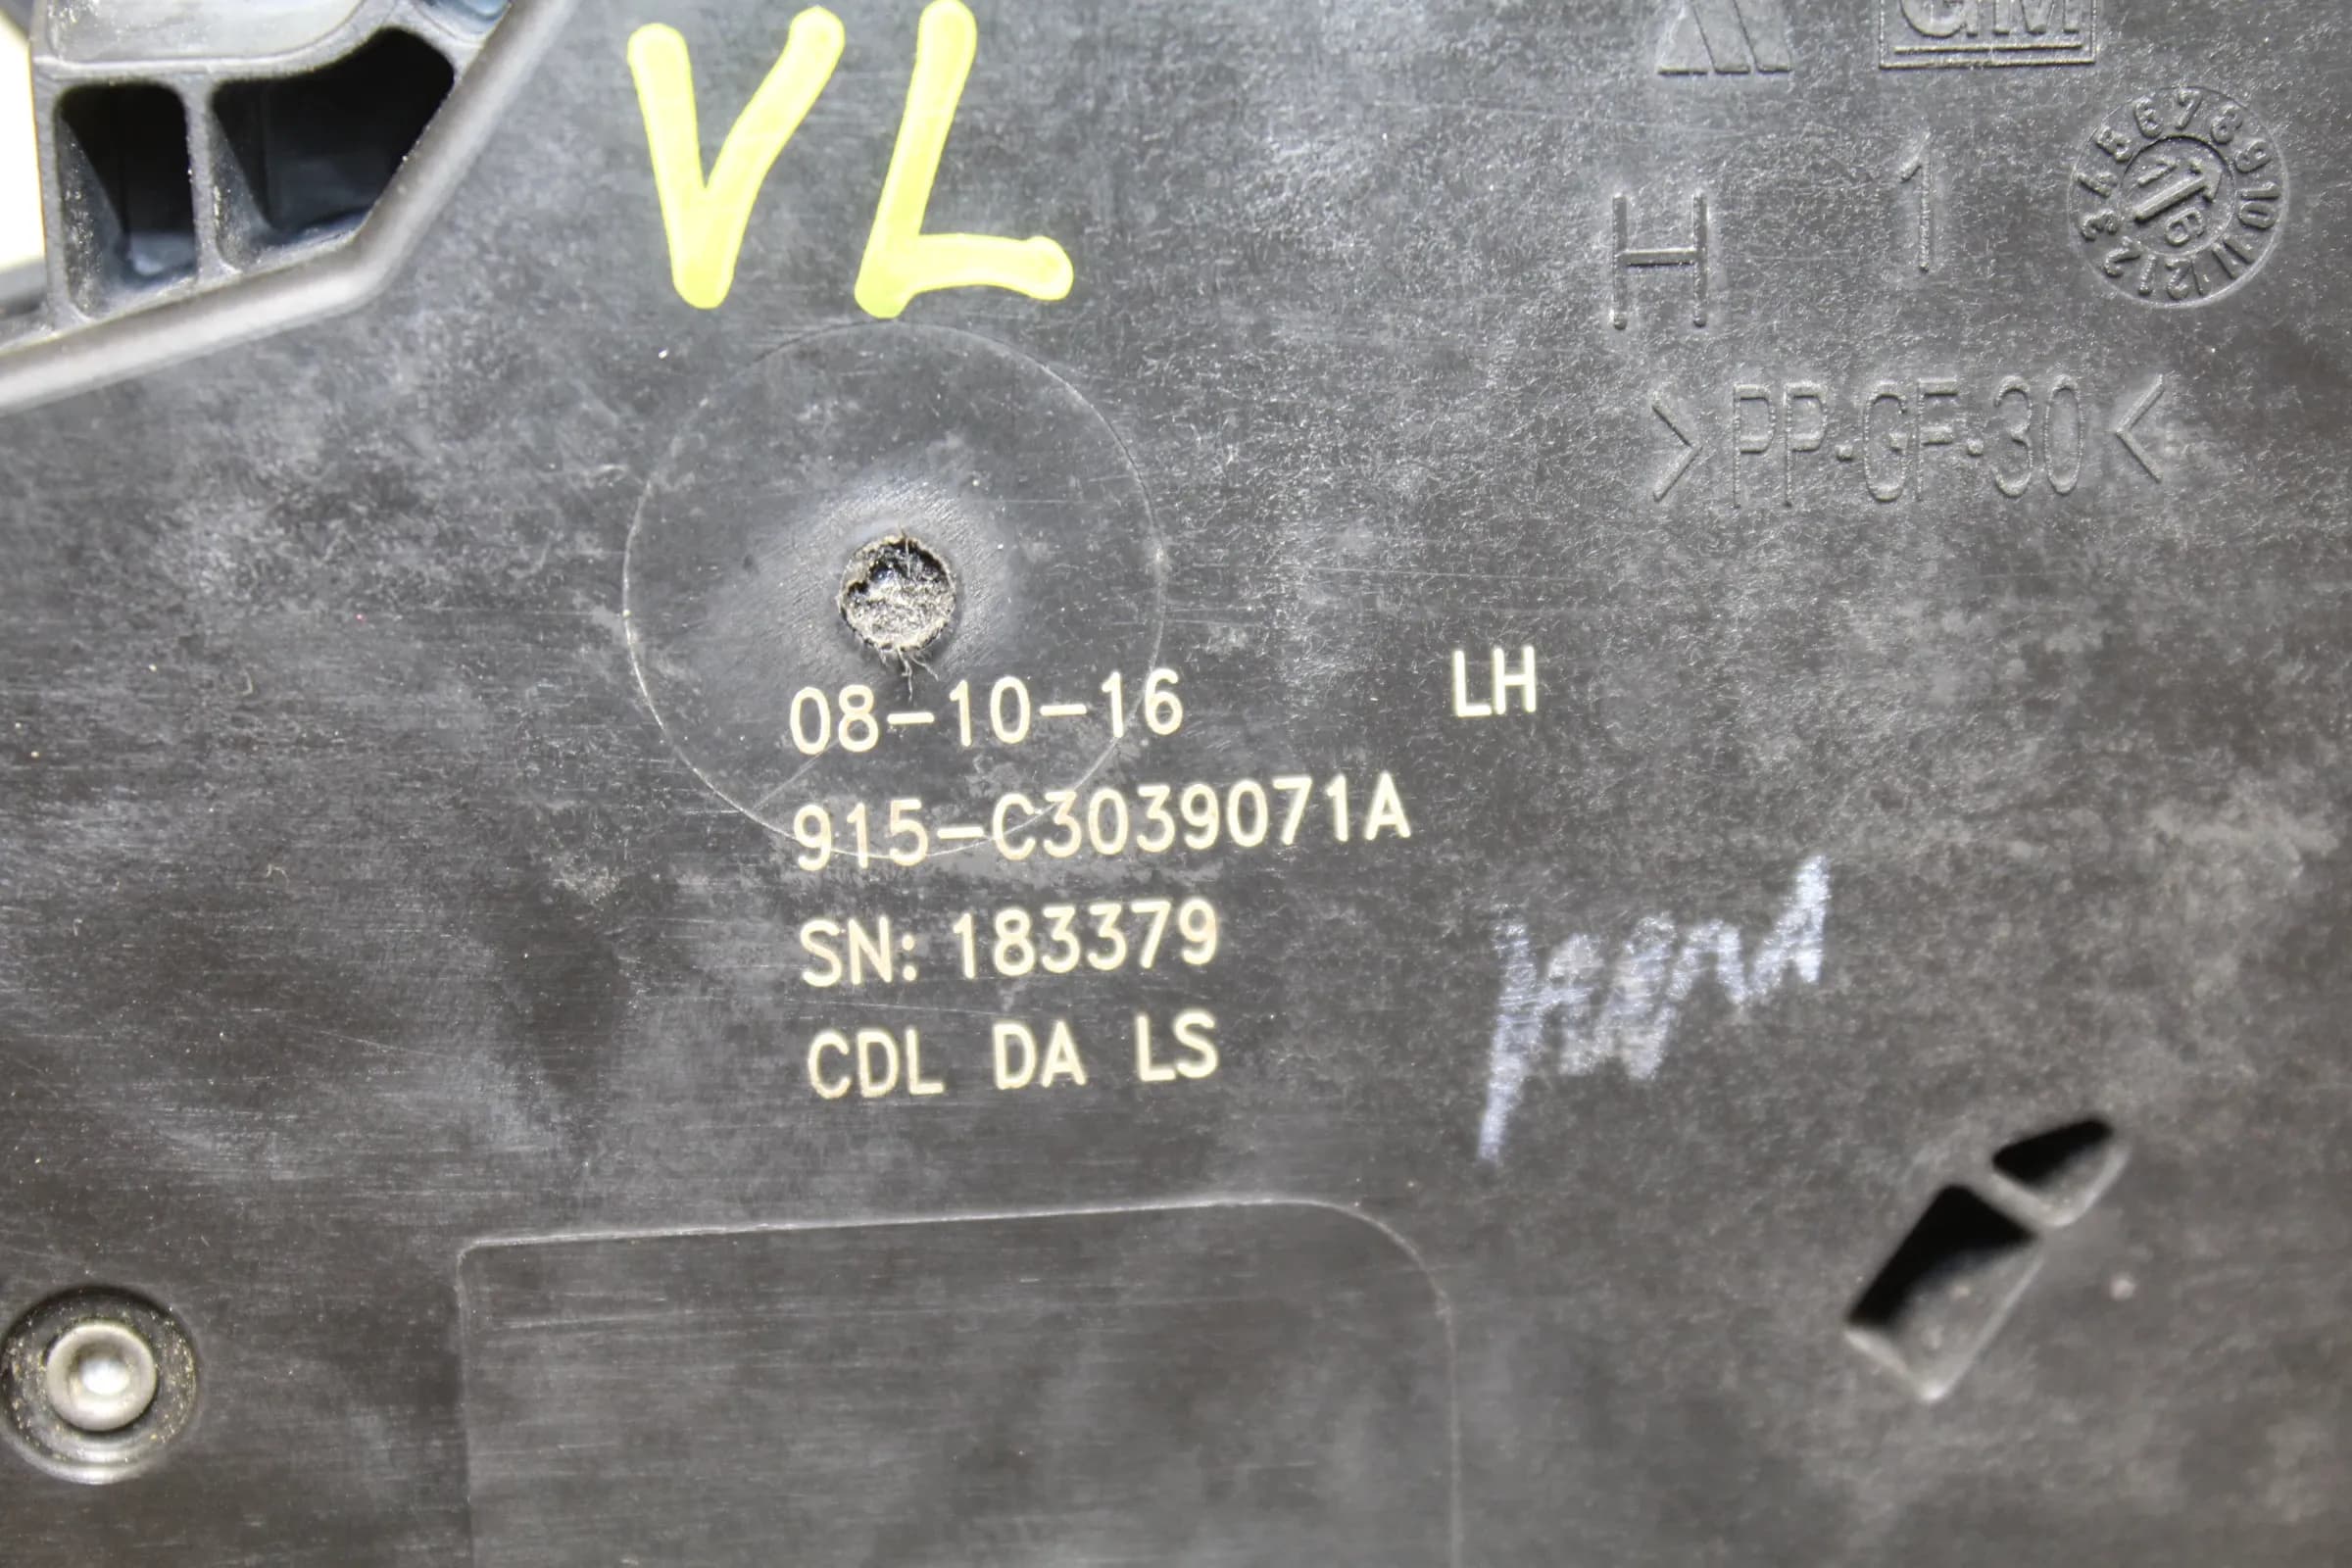 VL
GM
H 1
>PP-GF-30<
08-10-16 LH
915-C3039071A
SN: 183379
CDL DA LS